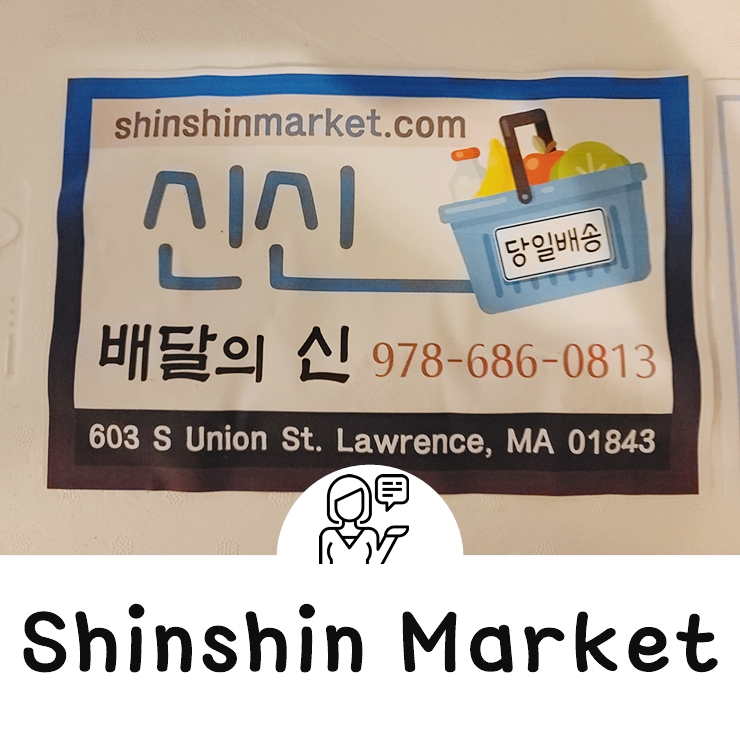 shinshinmarket.com
신신
당일배송
배달의 신 978-686-0813
603 S Union St. Lawrence, MA 01843
Shinshin Market